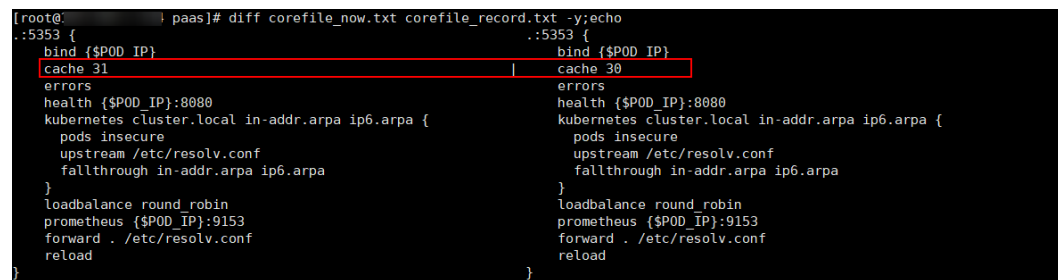 [root@ paas]# diff corefile_now.txt corefile_record.txt -y;echo
.:5353 { .:5353 {
    bind {$POD_IP}     bind {$POD_IP}
    cache 31 |     cache 30
    errors     errors
    health {$POD_IP}:8080     health {$POD_IP}:8080
    kubernetes cluster.local in-addr.arpa ip6.arpa {     kubernetes cluster.local in-addr.arpa ip6.arpa {
      pods insecure       pods insecure
      upstream /etc/resolv.conf       upstream /etc/resolv.conf
      fallthrough in-addr.arpa ip6.arpa       fallthrough in-addr.arpa ip6.arpa
    }     }
    loadbalance round_robin     loadbalance round_robin
    prometheus {$POD_IP}:9153     prometheus {$POD_IP}:9153
    forward . /etc/resolv.conf     forward . /etc/resolv.conf
    reload     reload
} }